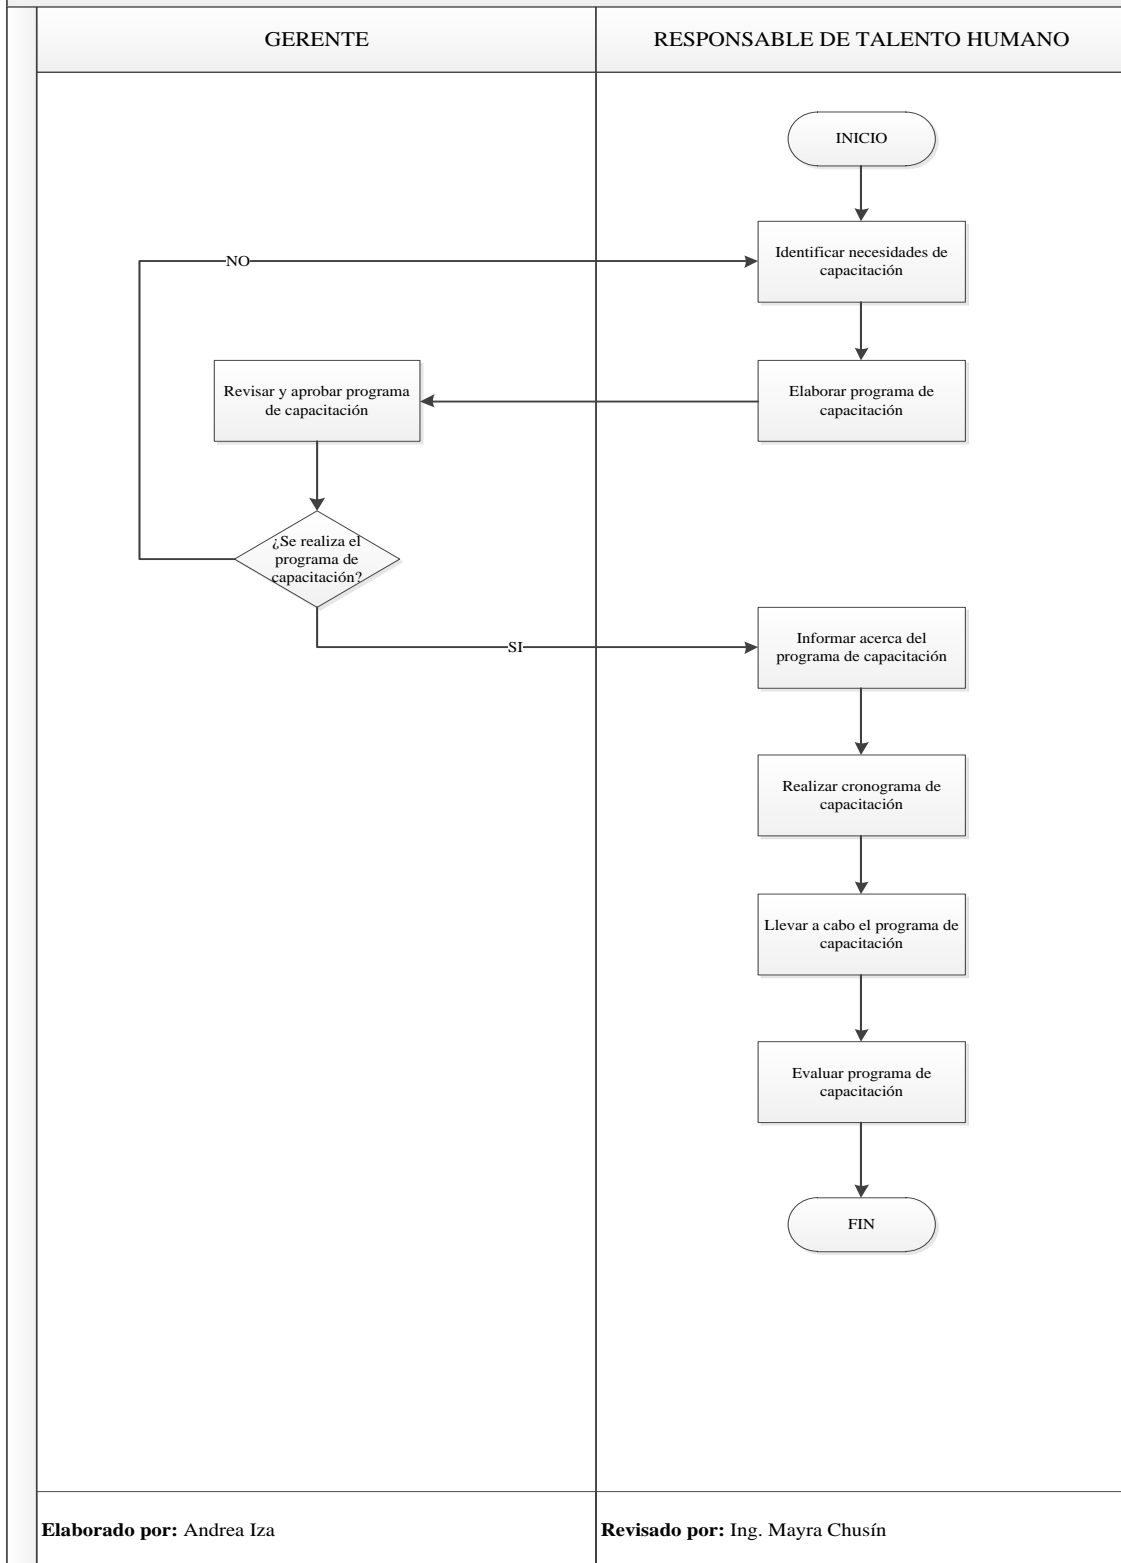 GERENTE
RESPONSABLE DE TALENTO HUMANO
INICIO
Identificar necesidades de
capacitación
NO
Elaborar programa de
capacitación
Revisar y aprobar programa
de capacitación
¿Se realiza el
programa de
capacitación?
SI
Informar acerca del
programa de capacitación
Realizar cronograma de
capacitación
Llevar a cabo el programa de
capacitación
Evaluar programa de
capacitación
FIN
Elaborado por: Andrea Iza
Revisado por: Ing. Mayra Chusín